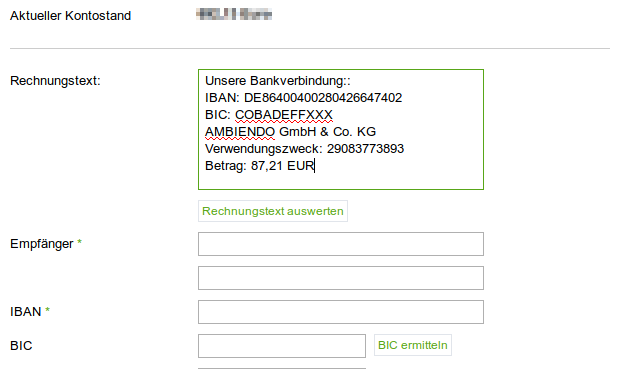 Aktueller Kontostand
Rechnungstext:
Unsere Bankverbindung::
IBAN: DE86400400280426647402
BIC: COBADEFFXXX
AMBIENDO GmbH & Co. KG
Verwendungszweck: 29083773893
Betrag: 87,21 EUR
Rechnungstext auswerten
Empfänger *
IBAN *
BIC
BIC ermitteln